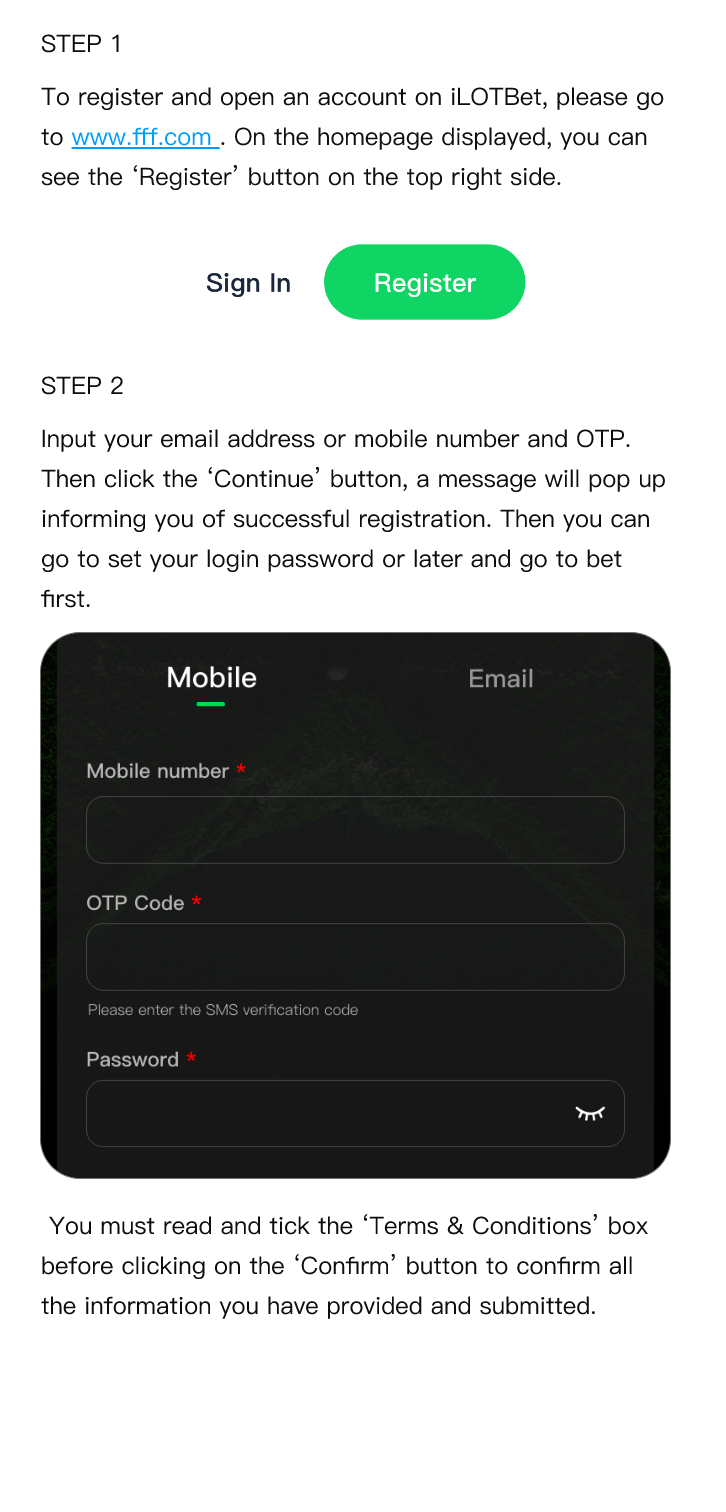 STEP 1
To register and open an account on iLOTBet, please go
to www.fff.com . On the homepage displayed, you can
see the ‘Register’ button on the top right side.
Sign In Register
STEP 2
Input your email address or mobile number and OTP.
Then click the ‘Continue’ button, a message will pop up
informing you of successful registration. Then you can
go to set your login password or later and go to bet
first.
Mobile Email
Mobile number *
OTP Code *
Please enter the SMS verification code
Password *
You must read and tick the ‘Terms & Conditions’ box
before clicking on the ‘Confirm’ button to confirm all
the information you have provided and submitted.